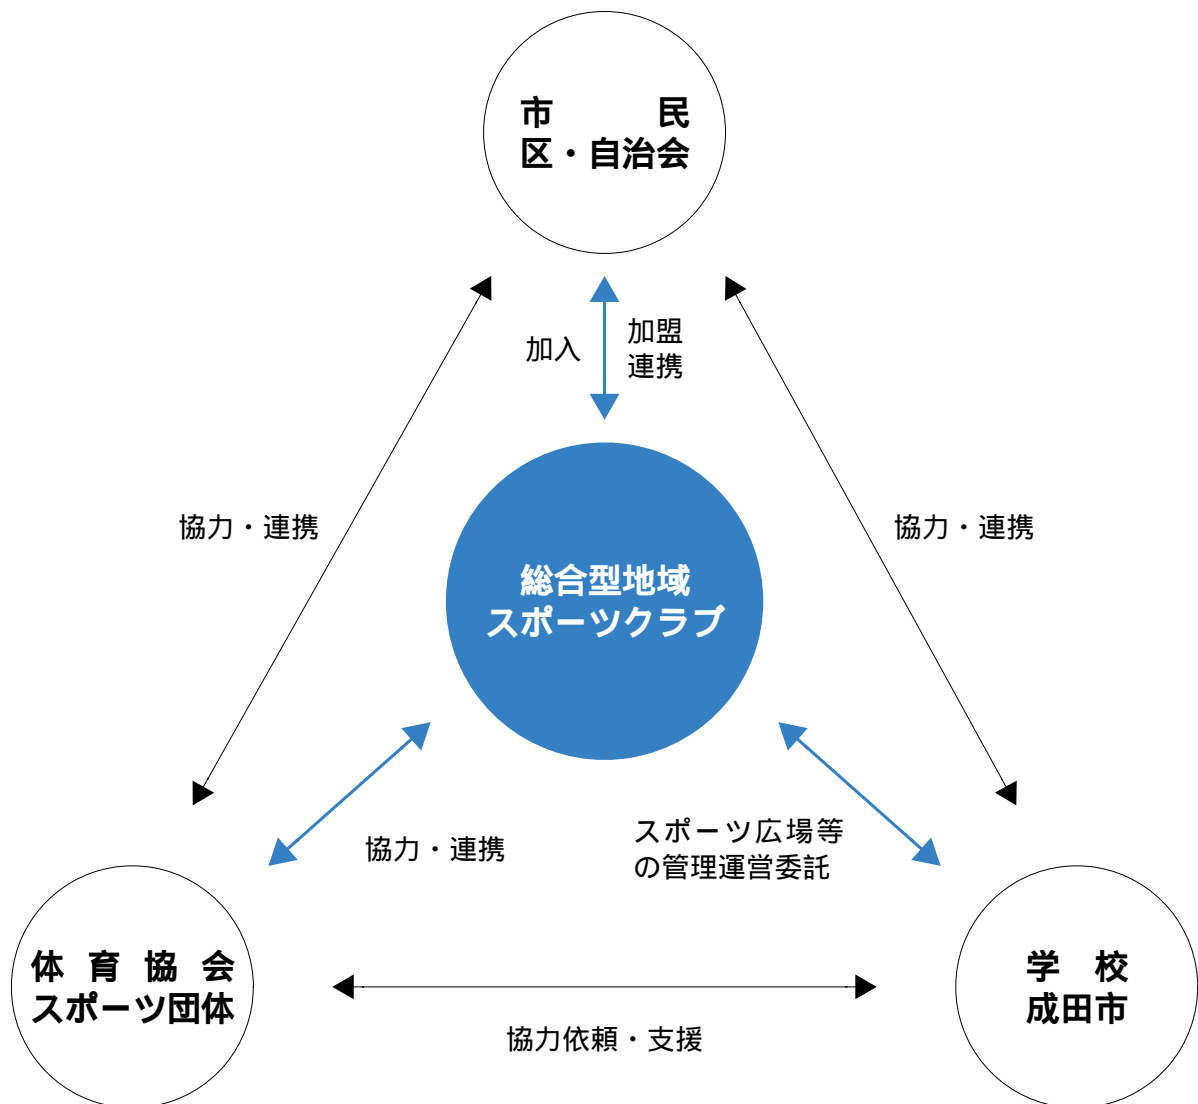 市民
区・自治会
加入
加盟
連携
協力・連携
協力・連携
総合型地域
スポーツクラブ
協力・連携
スポーツ広場等
の管理運営委託
体育協会
スポーツ団体
学校
成田市
協力依頼・支援